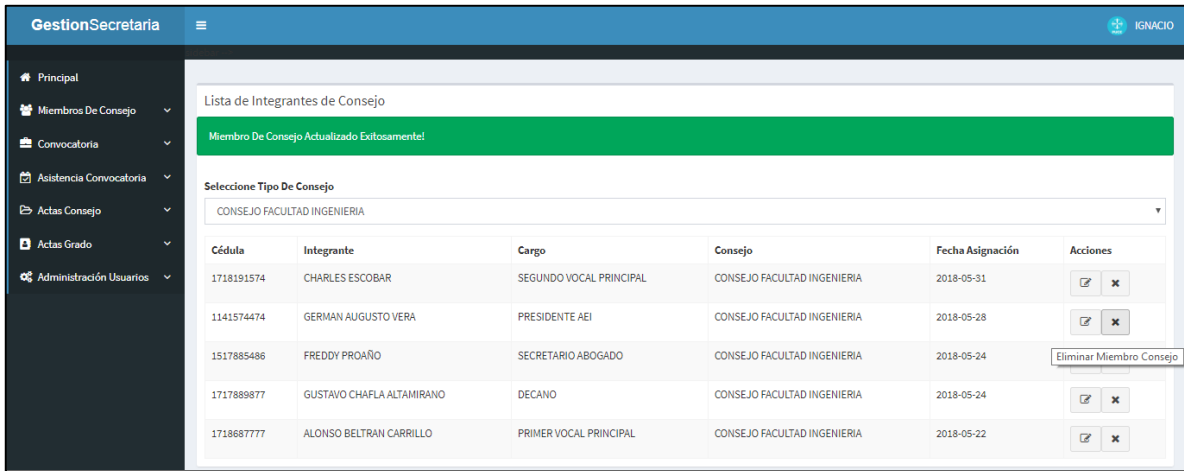 GestionSecretaria
IGNACIO
Principal
Miembros De Consejo
Convocatoria
Asistencia Convocatoria
Actas Consejo
Actas Grado
Administración Usuarios
Lista de Integrantes de Consejo
Miembro De Consejo Actualizado Exitosamente!
Seleccione Tipo De Consejo
CONSEJO FACULTAD INGENIERIA
Cédula Integrante Cargo Consejo Fecha Asignación Acciones
1718191574 CHARLES ESCOBAR SEGUNDO VOCAL PRINCIPAL CONSEJO FACULTAD INGENIERIA 2018-05-31
1141574474 GERMAN AUGUSTO VERA PRESIDENTE AEI CONSEJO FACULTAD INGENIERIA 2018-05-28
1517885486 FREDDY PROAÑO SECRETARIO ABOGADO CONSEJO FACULTAD INGENIERIA 2018-05-24
Eliminar Miembro Consejo
1717889877 GUSTAVO CHAFLA ALTAMIRANO DECANO CONSEJO FACULTAD INGENIERIA 2018-05-24
1718687777 ALONSO BELTRAN CARRILLO PRIMER VOCAL PRINCIPAL CONSEJO FACULTAD INGENIERIA 2018-05-22